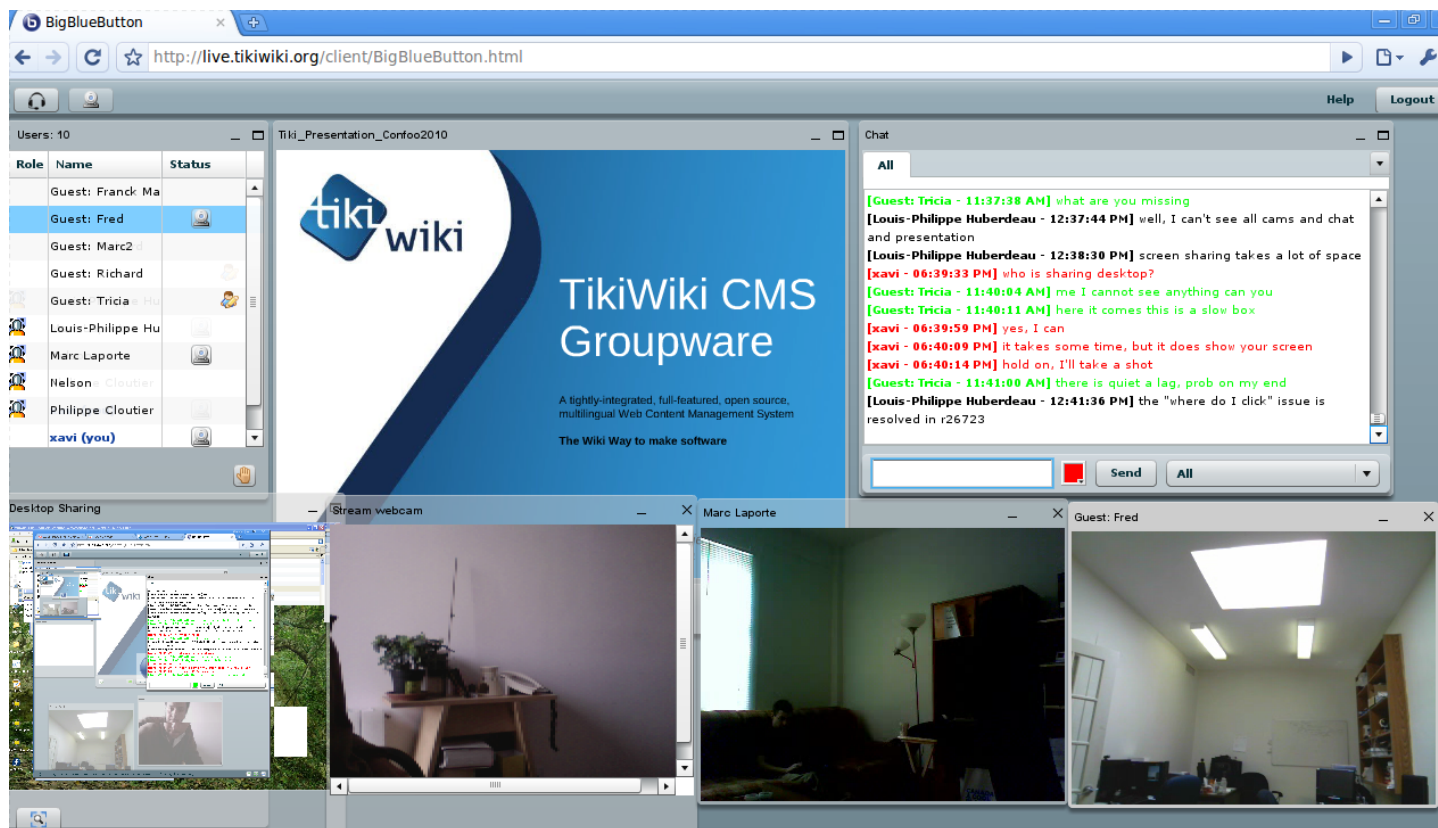 BigBlueButton
http://live.tikiwiki.org/client/BigBlueButton.html
Help
Logout
Users: 10
Role Name Status
Guest: Franck Ma
Guest: Fred
Guest: Marc2
Guest: Richard
Guest: Tricia
Louis-Philippe Hu
Marc Laporte
Nelson Cloutier
Philippe Cloutier
xavi (you)
Tiki_Presentation_Confoo2010
tiki
wiki
TikiWiki CMS
Groupware
A tightly-integrated, full-featured, open source,
multilingual Web Content Management System
The Wiki Way to make software
Chat
All
[Guest: Tricia - 11:37:38 AM] what are you missing
[Louis-Philippe Huberdeau - 12:37:44 PM] well, I can't see all cams and chat
and presentation
[Louis-Philippe Huberdeau - 12:38:30 PM] screen sharing takes a lot of space
[xavi - 06:39:33 PM] who is sharing desktop?
[Guest: Tricia - 11:40:04 AM] me I cannot see anything can you
[Guest: Tricia - 11:40:11 AM] here it comes this is a slow box
[xavi - 06:39:59 PM] yes, I can
[xavi - 06:40:09 PM] it takes some time, but it does show your screen
[xavi - 06:40:14 PM] hold on, I'll take a shot
[Guest: Tricia - 11:41:00 AM] there is quiet a lag, prob on my end
[Louis-Philippe Huberdeau - 12:41:36 PM] the "where do I click" issue is
resolved in r26723
Send
All
Desktop Sharing
Stream webcam
Marc Laporte
Guest: Fred
wiki